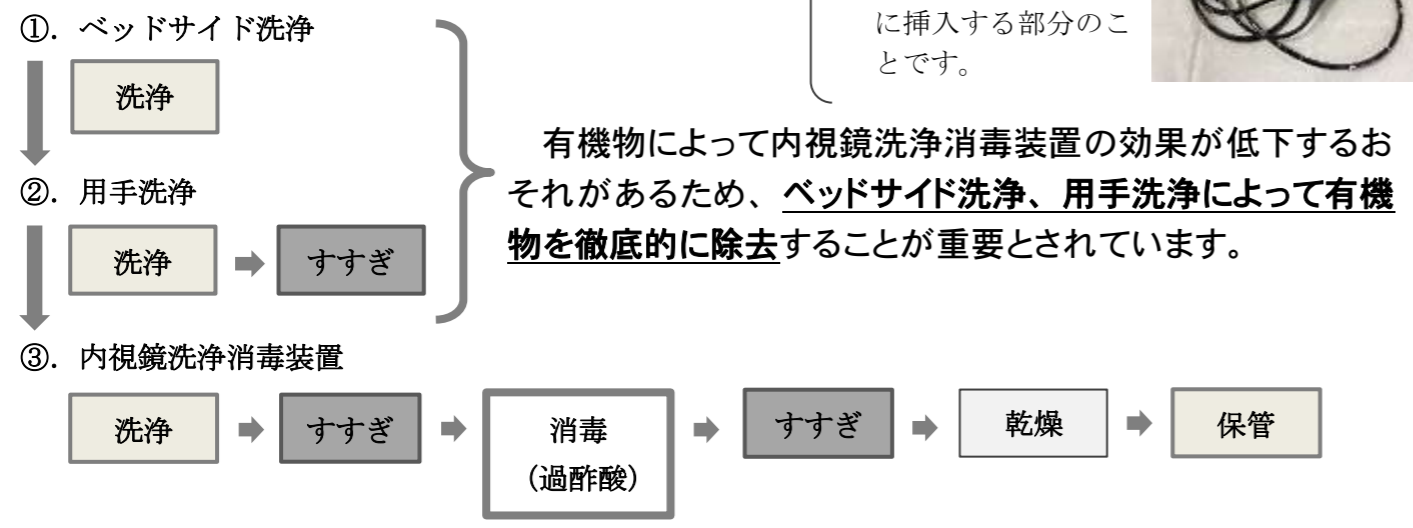 ①．ベッドサイド洗浄
に挿入する部分のこ
とです。
洗浄
有機物によって内視鏡洗浄消毒装置の効果が低下するお
それがあるため、ベッドサイド洗浄、用手洗浄によって有機
物を徹底的に除去することが重要とされています。
②．用手洗浄
洗浄
すすぎ
③．内視鏡洗浄消毒装置
洗浄
すすぎ
消毒
（過酢酸）
すすぎ
乾燥
保管